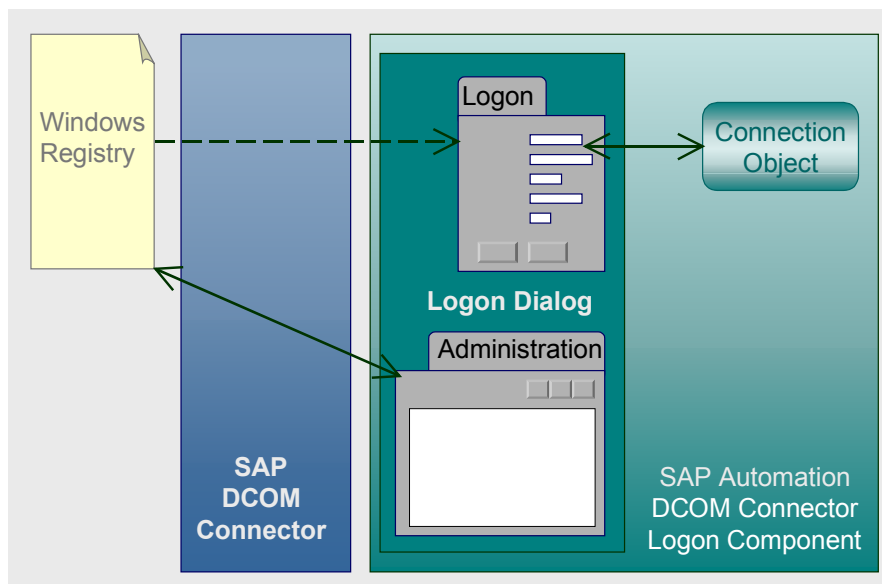 Windows
Registry
Logon
Connection
Object
Logon Dialog
Administration
SAP
DCOM
Connector
SAP Automation
DCOM Connector
Logon Component